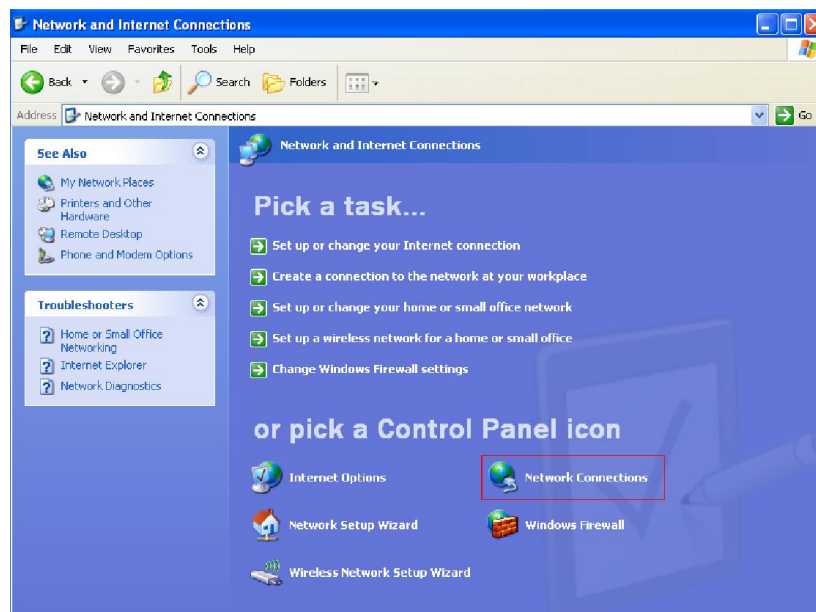 Network and Internet Connections
File Edit View Favorites Tools Help
Back Search Folders
Address Network and Internet Connections Go
See Also
My Network Places
Printers and Other
Hardware
Remote Desktop
Phone and Modem Options
Troubleshooters
Home or Small Office
Networking
Internet Explorer
Network Diagnostics
Network and Internet Connections
Pick a task...
Set up or change your Internet connection
Create a connection to the network at your workplace
Set up or change your home or small office network
Set up a wireless network for a home or small office
Change Windows Firewall settings
or pick a Control Panel icon
Internet Options
Network Connections
Network Setup Wizard
Windows Firewall
Wireless Network Setup Wizard